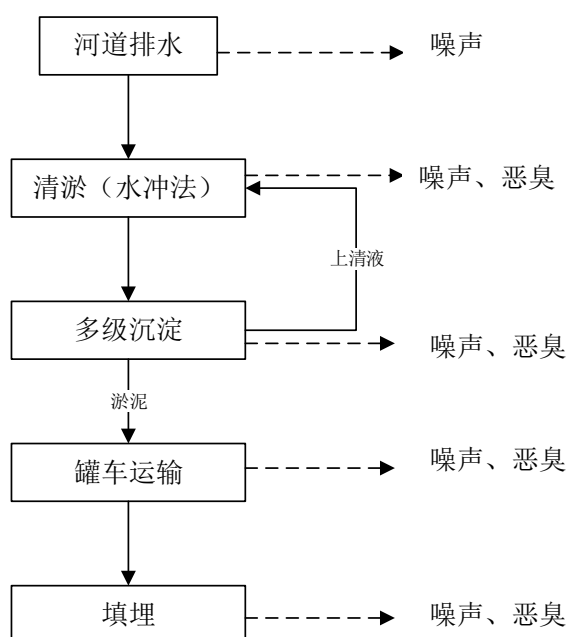 河道排水
噪声
清淤（水冲法）
噪声、恶臭
上清液
多级沉淀
噪声、恶臭
淤泥
罐车运输
噪声、恶臭
填埋
噪声、恶臭